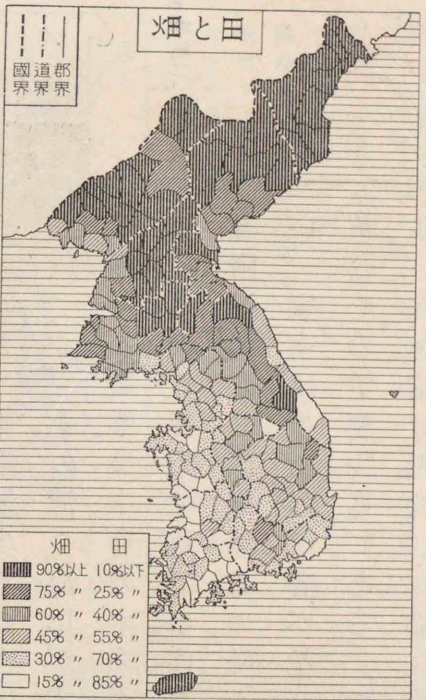 畑と田
郡界
道界
國界
畑 田
90%以上 10%以下
75% 〃 25% 〃
60% 〃 40% 〃
45% 〃 55% 〃
30% 〃 70% 〃
15% 〃 85% 〃